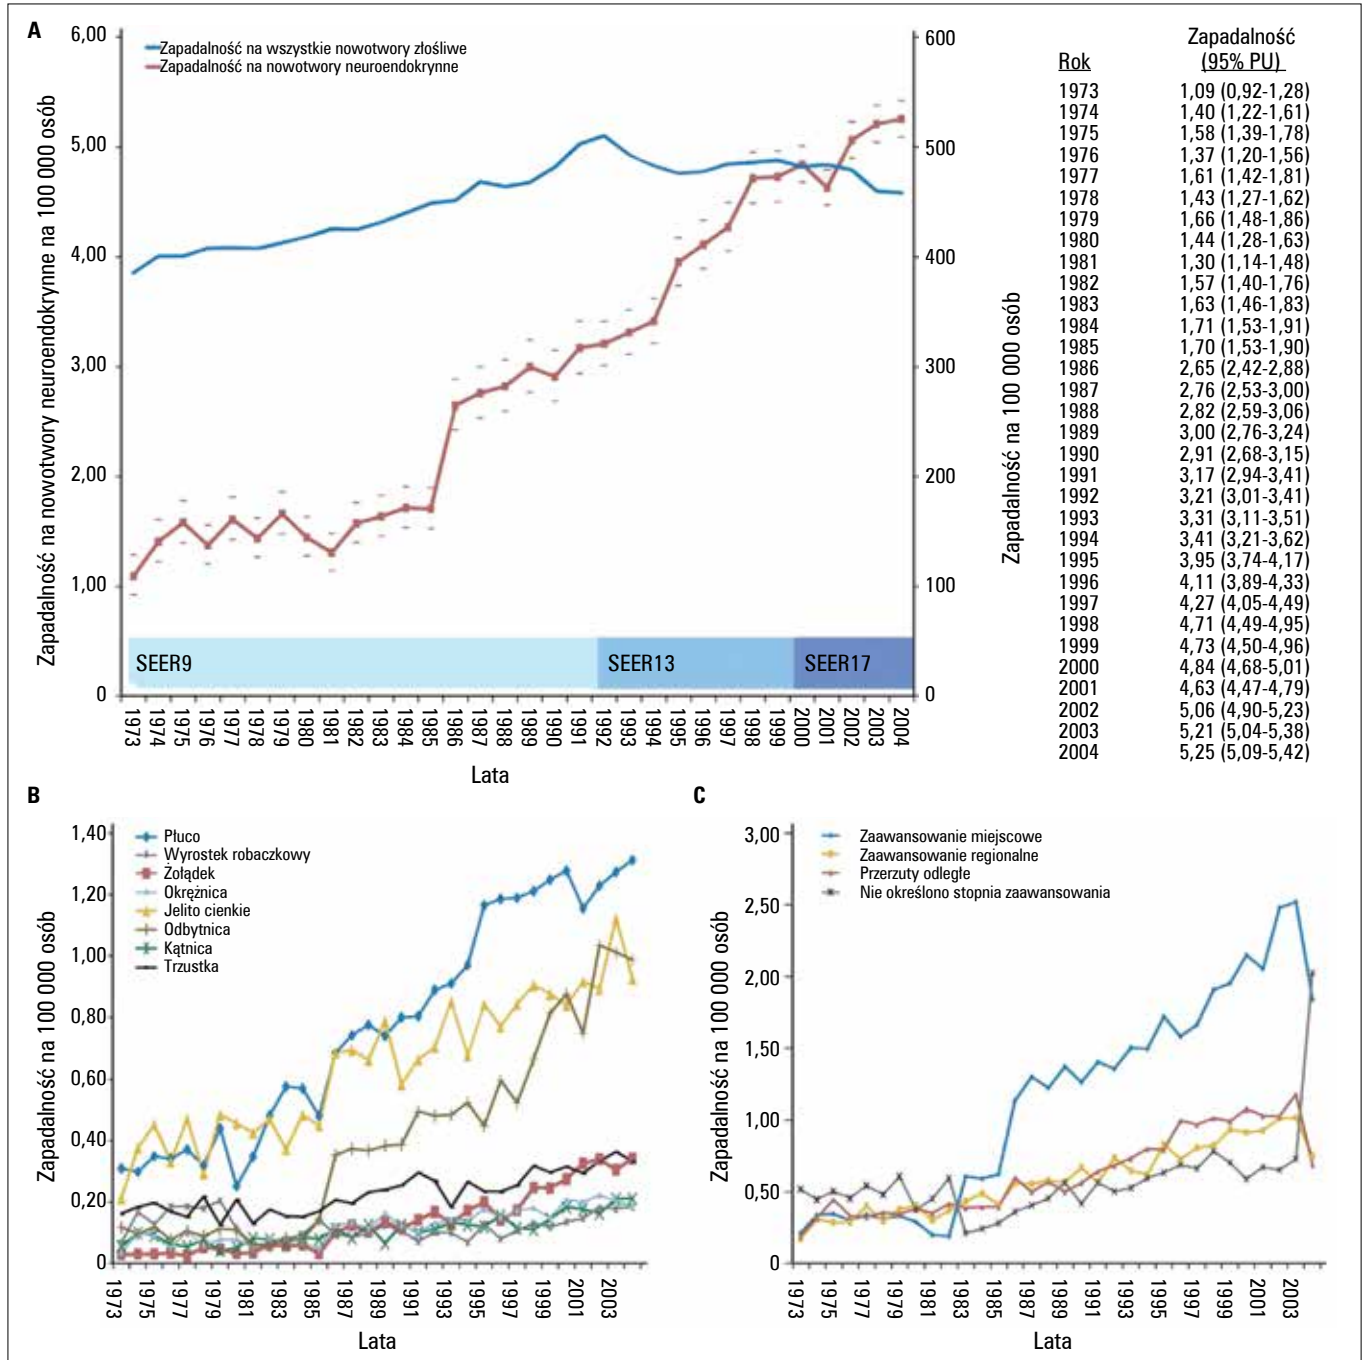 A
6,00
5,00
4,00
3,00
2,00
1,00
0
Zapadalność na nowotwory neuroendokrynne na 100 000 osób
Zapadalność na wszystkie nowotwory złośliwe
Zapadalność na nowotwory neuroendokrynne
600
500
400
300
200
100
0
Zapadalność na 100 000 osób
SEER9 SEER13 SEER17
1973 1974 1975 1976 1977 1978 1979 1980 1981 1982 1983 1984 1985 1986 1987 1988 1989 1990 1991 1992 1993 1994 1995 1996 1997 1998 1999 2000 2001 2002 2003 2004
Lata
Zapadalność
Rok (95% PU)
1973 1,09 (0,92-1,28)
1974 1,40 (1,22-1,61)
1975 1,58 (1,39-1,78)
1976 1,37 (1,20-1,56)
1977 1,61 (1,42-1,81)
1978 1,43 (1,27-1,62)
1979 1,66 (1,48-1,86)
1980 1,44 (1,28-1,63)
1981 1,30 (1,14-1,48)
1982 1,57 (1,40-1,76)
1983 1,63 (1,46-1,83)
1984 1,71 (1,53-1,91)
1985 1,70 (1,53-1,90)
1986 2,65 (2,42-2,88)
1987 2,76 (2,53-3,00)
1988 2,82 (2,59-3,06)
1989 3,00 (2,76-3,24)
1990 2,91 (2,68-3,15)
1991 3,17 (2,94-3,41)
1992 3,21 (3,01-3,41)
1993 3,31 (3,11-3,51)
1994 3,41 (3,21-3,62)
1995 3,95 (3,74-4,17)
1996 4,11 (3,89-4,33)
1997 4,27 (4,05-4,49)
1998 4,71 (4,49-4,95)
1999 4,73 (4,50-4,96)
2000 4,84 (4,68-5,01)
2001 4,63 (4,47-4,79)
2002 5,06 (4,90-5,23)
2003 5,21 (5,04-5,38)
2004 5,25 (5,09-5,42)
B
1,40
1,20
1,00
0,80
0,60
0,40
0,20
0
Zapadalność na 100 000 osób
Płuco
Wyrostek robaczkowy
Żołądek
Okrężnica
Jelito cienkie
Odbytnica
Kątnica
Trzustka
1973 1975 1977 1979 1981 1983 1985 1987 1989 1991 1993 1995 1997 1999 2001 2003
Lata
C
3,00
2,50
2,00
1,50
1,00
0,50
0
Zapadalność na 100 000 osób
Zaawansowanie miejscowe
Zaawansowanie regionalne
Przerzuty odległe
Nie określono stopnia zaawansowania
1973 1975 1977 1979 1981 1983 1985 1987 1989 1991 1993 1995 1997 1999 2001 2003
Lata